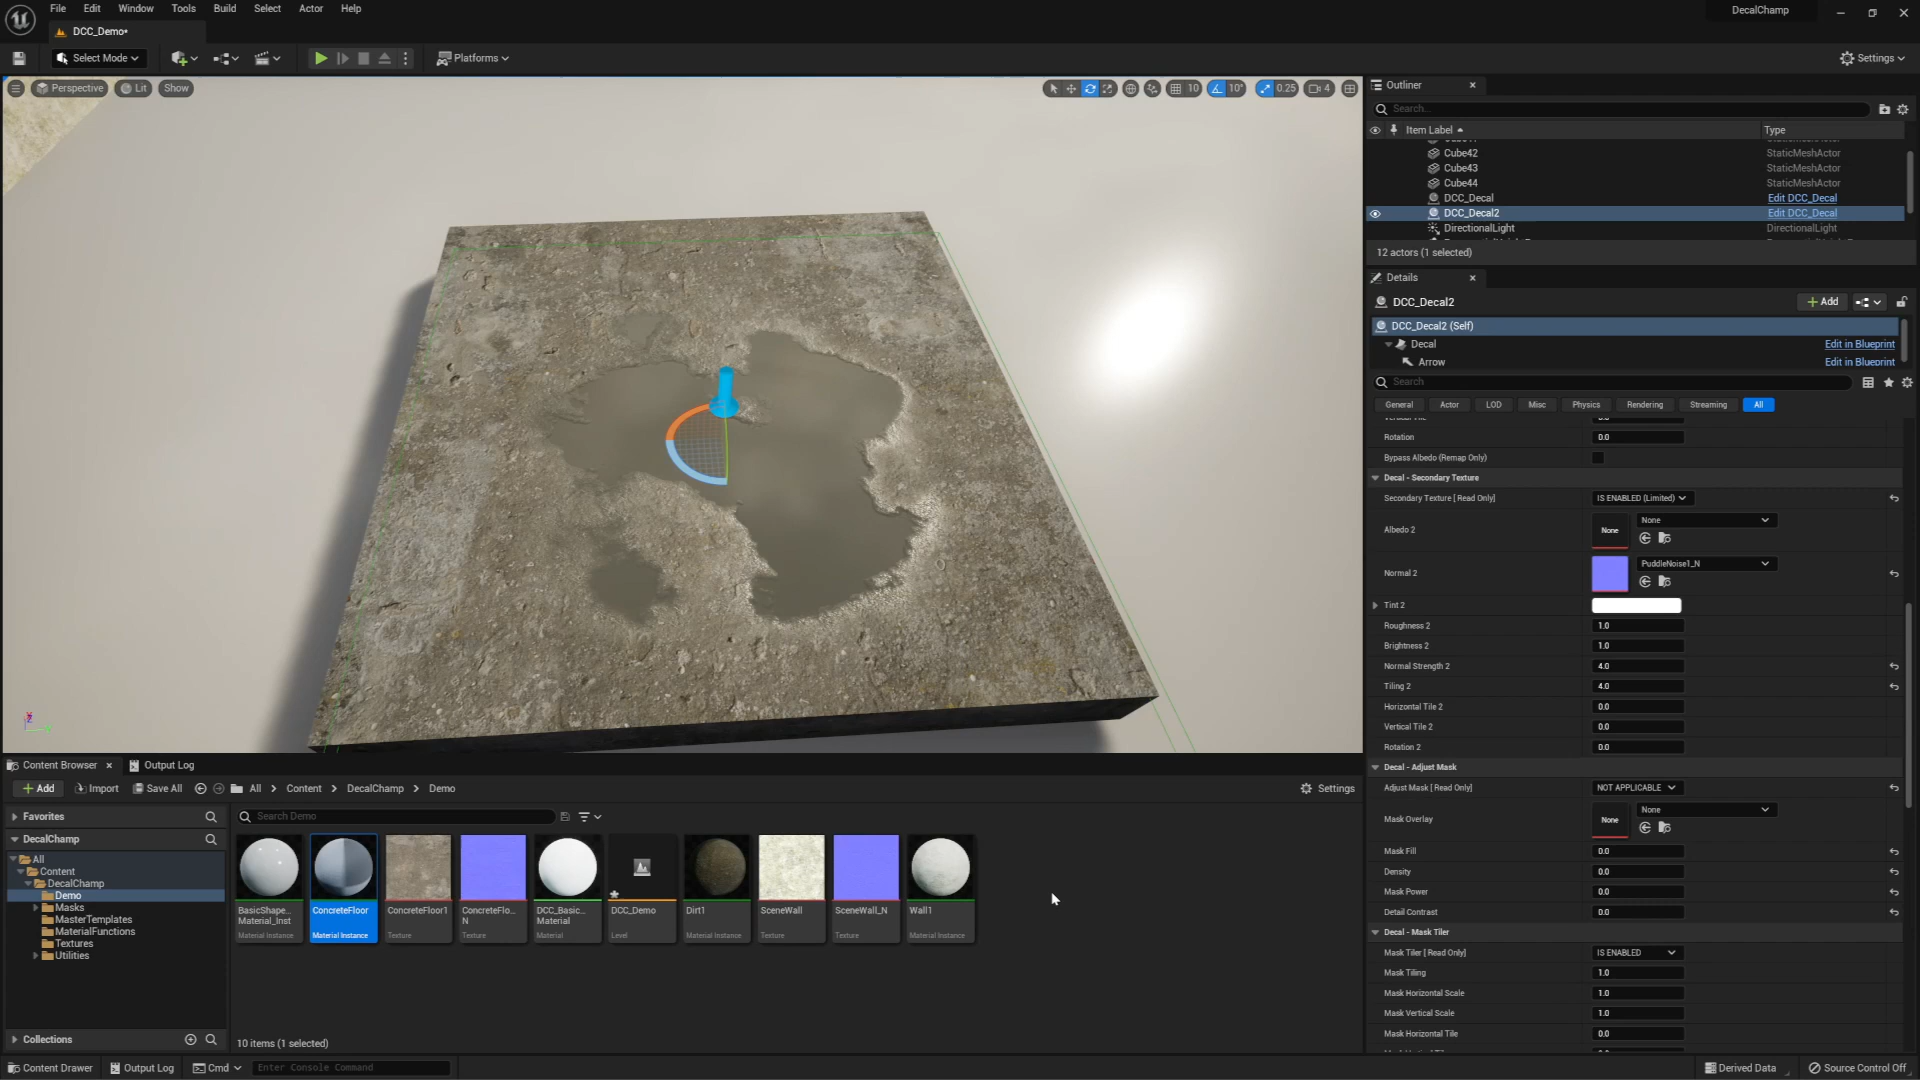 File Edit Window Tools Build Select Actor Help
DecalChamp
DCC_Demo*
Select Mode
Platforms
Settings
Perspective Lit Show
10 10° 0.25 4
Outliner
Search...
Item Label Type
Cube42 StaticMeshActor
Cube43 StaticMeshActor
Cube44 StaticMeshActor
DCC_Decal Edit DCC_Decal
DCC_Decal2 Edit DCC_Decal
DirectionalLight DirectionalLight
12 actors (1 selected)
Details
DCC_Decal2
Add
DCC_Decal2 (Self)
Decal Edit in Blueprint
Arrow Edit in Blueprint
Search
General Actor LOD Misc Physics Rendering Streaming All
Rotation 0.0
Bypass Albedo (Remap Only)
Decal - Secondary Texture
Secondary Texture [ Read Only] IS ENABLED (Limited)
Albedo 2 None None
Normal 2 PuddleNoise1_N
Tint 2
Roughness 2 1.0
Brightness 2 1.0
Normal Strength 2 4.0
Tiling 2 4.0
Horizontal Tile 2 0.0
Vertical Tile 2 0.0
Rotation 2 0.0
Decal - Adjust Mask
Adjust Mask [ Read Only] NOT APPLICABLE
Mask Overlay None None
Mask Fill 0.0
Density 0.0
Mask Power 0.0
Detail Contrast 0.0
Decal - Mask Tiler
Mask Tiler [ Read Only] IS ENABLED
Mask Tiling 1.0
Mask Horizontal Scale 1.0
Mask Vertical Scale 1.0
Mask Horizontal Tile 0.0
Content Browser Output Log
Add Import Save All All Content DecalChamp Demo Settings
Favorites
Search Demo
DecalChamp
All
Content
DecalChamp
Demo
Masks
MasterTemplates
MaterialFunctions
Textures
Utilities
Collections
BasicShape... Material_Inst Material Instance
ConcreteFloor Material Instance
ConcreteFloor1 Texture
ConcreteFlo... N Texture
DCC_Basic... Material Material
DCC_Demo Level
Dirt1 Material Instance
SceneWall Texture
SceneWall_N Texture
Wall1 Material Instance
10 items (1 selected)
Content Drawer Output Log Cmd Enter Console Command Derived Data Source Control Off